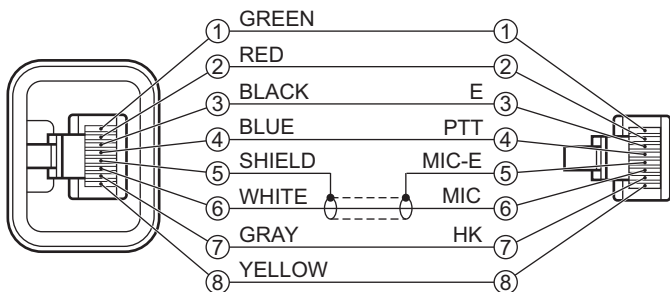 ① GREEN ①
② RED ②
③ BLACK E ③
④ BLUE PTT ④
⑤ SHIELD MIC-E ⑤
⑥ WHITE MIC ⑥
⑦ GRAY HK ⑦
⑧ YELLOW ⑧